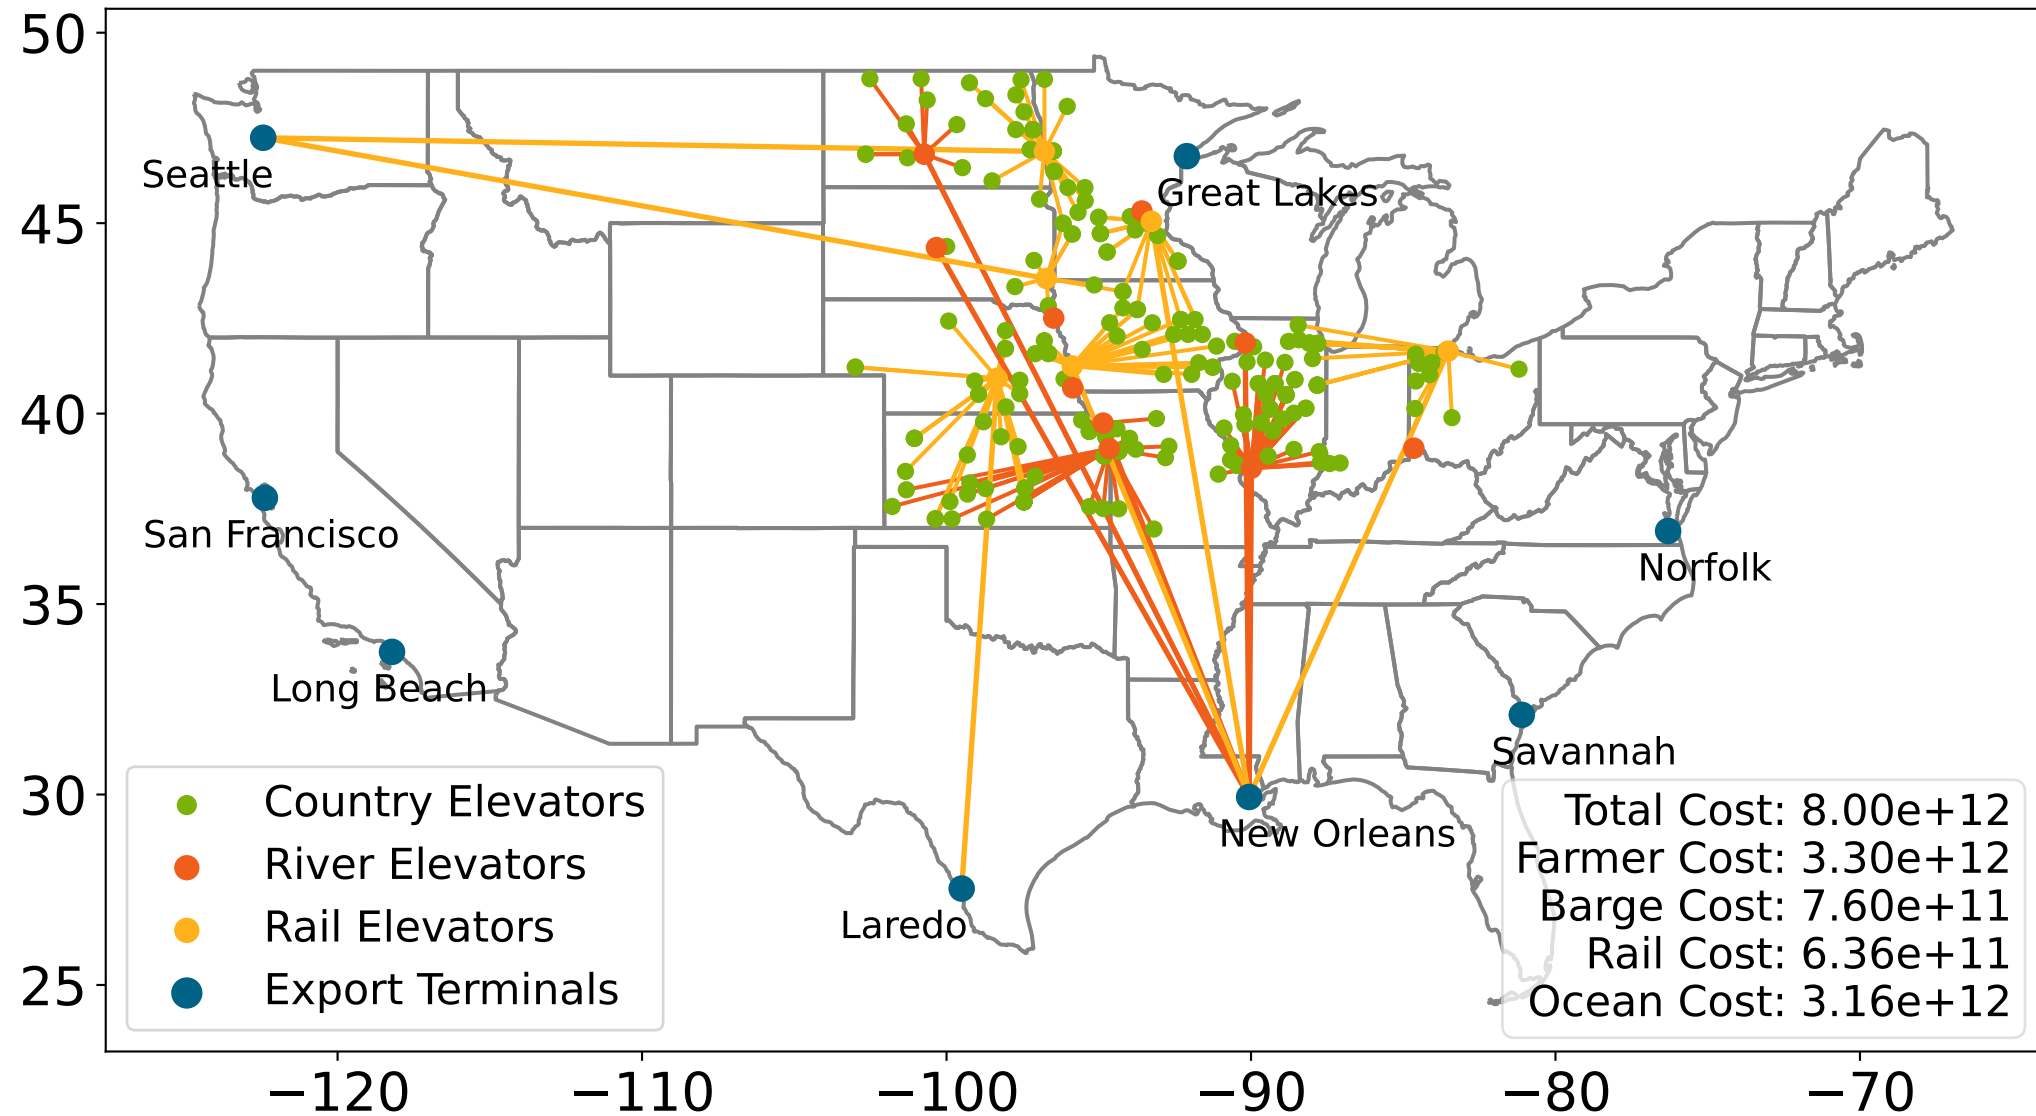 50
45
40
35
30
25
−120
−110
−100
−90
−80
−70
Seattle
Great Lakes
San Francisco
Norfolk
Long Beach
Savannah
New Orleans
Laredo
Country Elevators
River Elevators
Rail Elevators
Export Terminals
Total Cost: 8.00e+12
Farmer Cost: 3.30e+12
Barge Cost: 7.60e+11
Rail Cost: 6.36e+11
Ocean Cost: 3.16e+12